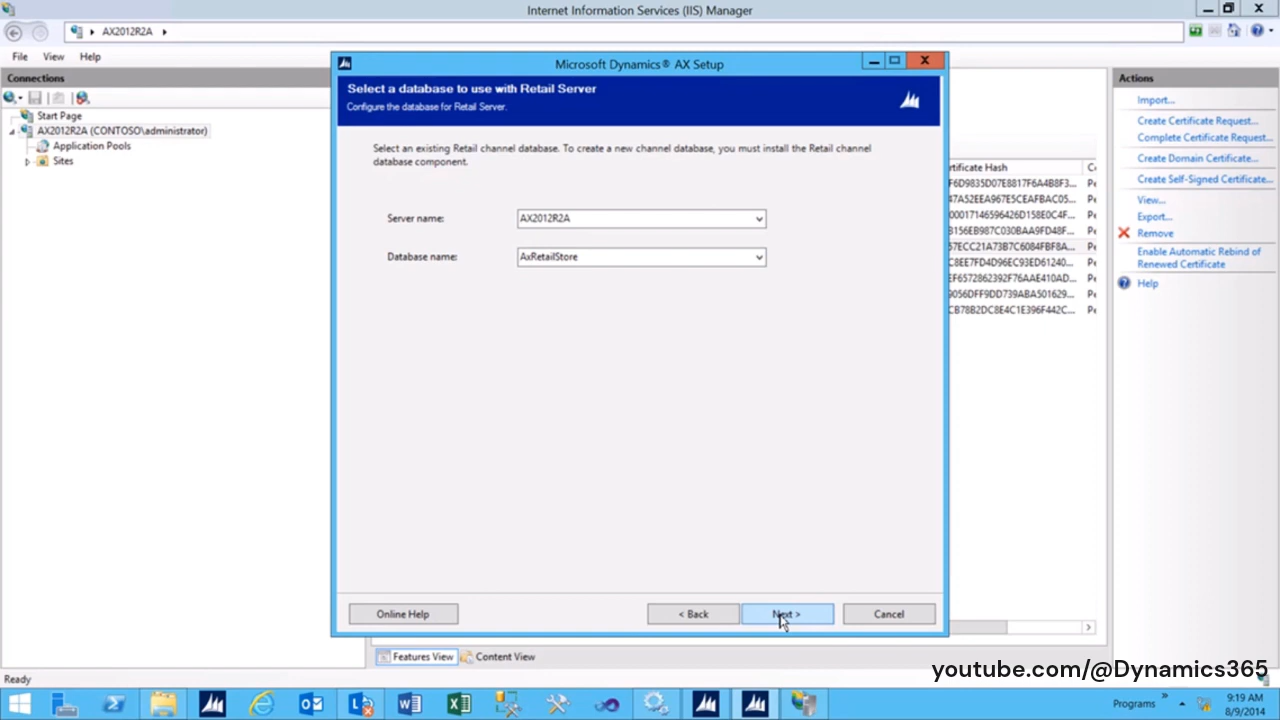 Internet Information Services (IIS) Manager
AX2012R2A
File View Help
Connections
Start Page
AX2012R2A (CONTOSO\administrator)
Application Pools
Sites
Microsoft Dynamics® AX Setup
Select a database to use with Retail Server
Configure the database for Retail Server.
Select an existing Retail channel database. To create a new channel database, you must install the Retail channel
database component.
Server name: AX2012R2A
Database name: AxRetailStore
Online Help < Back Next > Cancel
Actions
Import...
Create Certificate Request...
Complete Certificate Request...
Create Domain Certificate...
Create Self-Signed Certificate...
View...
Export...
Remove
Enable Automatic Rebind of
Renewed Certificate
Help
Features View Content View
youtube.com/@Dynamics365
Ready
Programs
9:19 AM
8/9/2014